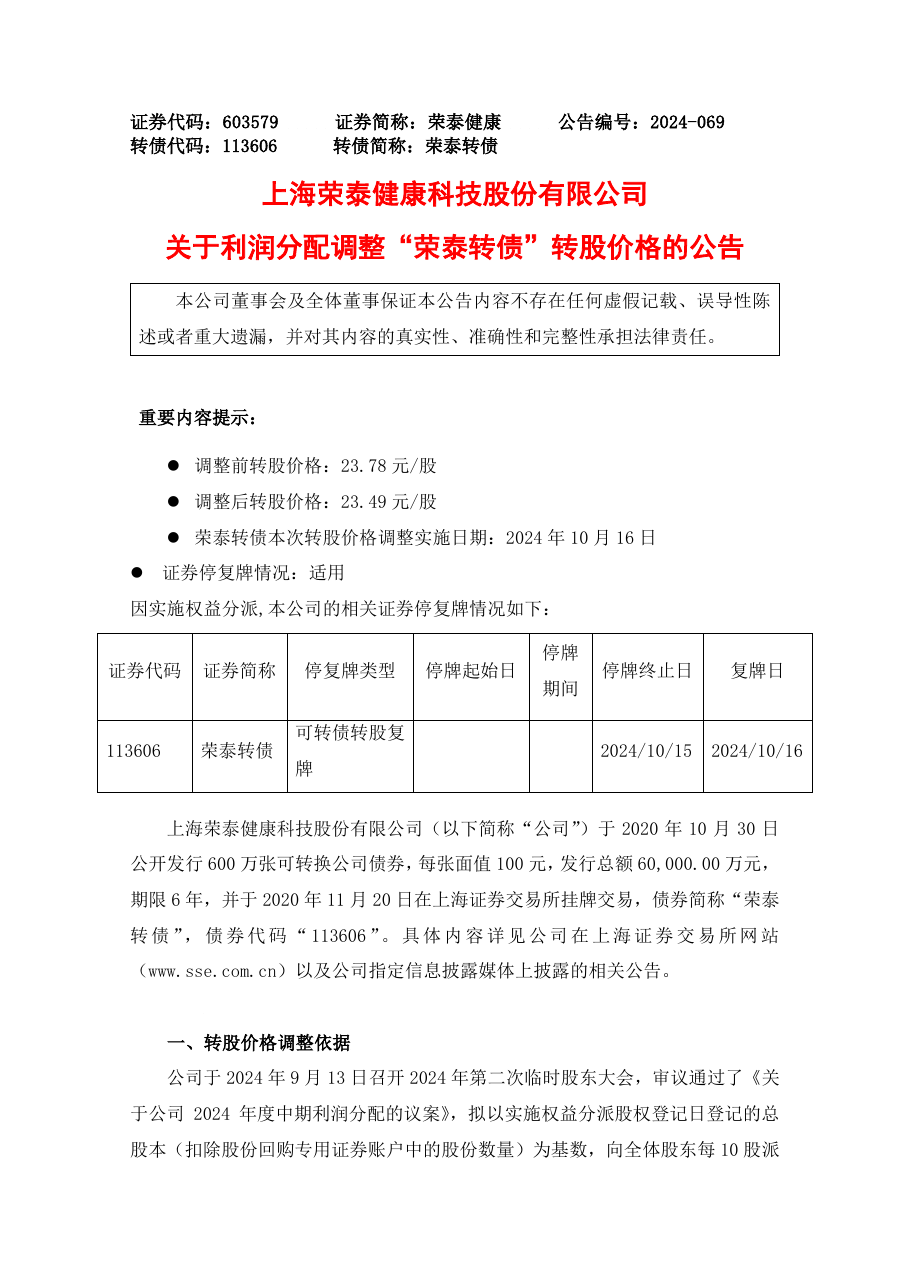 证券代码：603579 证券简称：荣泰健康 公告编号：2024-069
转债代码：113606 转债简称：荣泰转债
上海荣泰健康科技股份有限公司
关于利润分配调整“荣泰转债”转股价格的公告
本公司董事会及全体董事保证本公告内容不存在任何虚假记载、误导性陈
述或者重大遗漏，并对其内容的真实性、准确性和完整性承担法律责任。
重要内容提示：
● 调整前转股价格：23.78 元/股
● 调整后转股价格：23.49 元/股
● 荣泰转债本次转股价格调整实施日期：2024 年 10 月 16 日
● 证券停复牌情况：适用
因实施权益分派,本公司的相关证券停复牌情况如下：
证券代码 证券简称 停复牌类型 停牌起始日 停牌期间 停牌终止日 复牌日
113606 荣泰转债 可转债转股复牌 2024/10/15 2024/10/16
上海荣泰健康科技股份有限公司（以下简称“公司”）于 2020 年 10 月 30 日
公开发行 600 万张可转换公司债券，每张面值 100 元，发行总额 60,000.00 万元，
期限 6 年，并于 2020 年 11 月 20 日在上海证券交易所挂牌交易，债券简称“荣泰
转债”，债券代码“113606”。具体内容详见公司在上海证券交易所网站
（www.sse.com.cn）以及公司指定信息披露媒体上披露的相关公告。
一、转股价格调整依据
公司于 2024 年 9 月 13 日召开 2024 年第二次临时股东大会，审议通过了《关
于公司 2024 年度中期利润分配的议案》，拟以实施权益分派股权登记日登记的总
股本（扣除股份回购专用证券账户中的股份数量）为基数，向全体股东每 10 股派